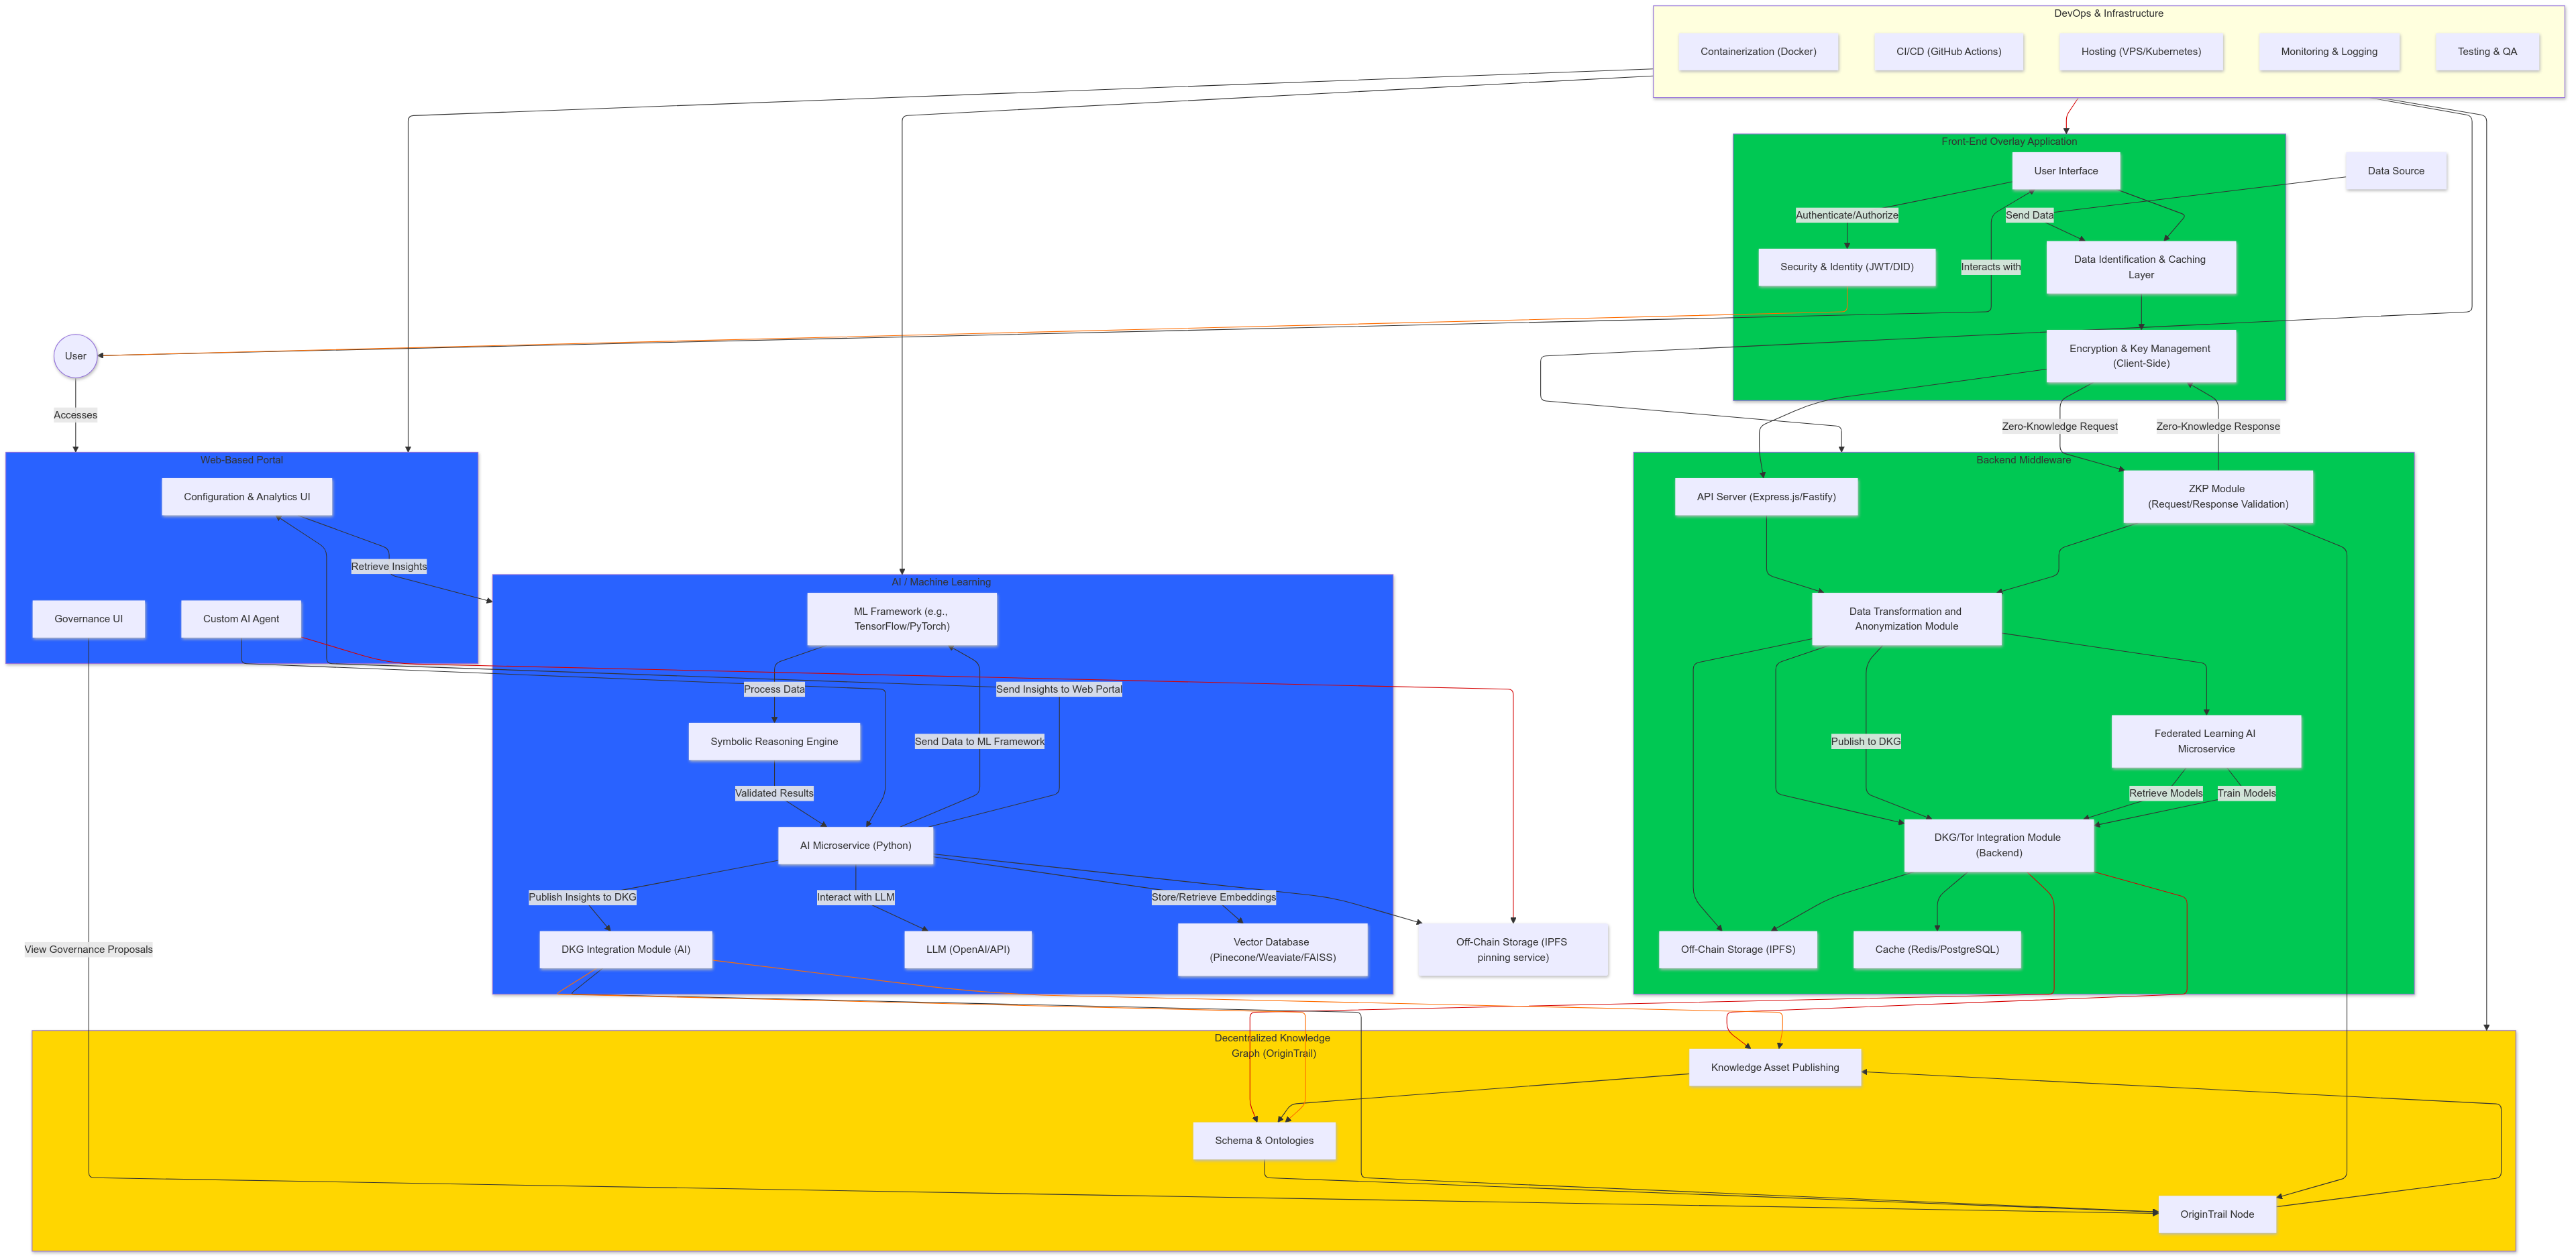 DevOps & Infrastructure
Containerization (Docker)
CI/CD (GitHub Actions)
Hosting (VPS/Kubernetes)
Monitoring & Logging
Testing & QA
Front-End Overlay Application
User Interface
Data Source
Authenticate/Authorize
Send Data
Security & Identity (JWT/DID)
Interacts with
Data Identification & Caching
Layer
User
Encryption & Key Management
(Client-Side)
Accesses
Zero-Knowledge Request
Zero-Knowledge Response
Web-Based Portal
Configuration & Analytics UI
Retrieve Insights
Governance UI
Custom AI Agent
Backend Middleware
API Server (Express.js/Fastify)
ZKP Module
(Request/Response Validation)
AI / Machine Learning
ML Framework (e.g.,
TensorFlow/PyTorch)
Data Transformation and
Anonymization Module
Process Data
Send Insights to Web Portal
Symbolic Reasoning Engine
Send Data to ML Framework
Publish to DKG
Federated Learning AI
Microservice
Validated Results
Retrieve Models
Train Models
AI Microservice (Python)
DKG/Tor Integration Module
(Backend)
Publish Insights to DKG
Interact with LLM
Store/Retrieve Embeddings
View Governance Proposals
DKG Integration Module (AI)
LLM (OpenAI/API)
Vector Database
(Pinecone/Weaviate/FAISS)
Off-Chain Storage (IPFS
pinning service)
Off-Chain Storage (IPFS)
Cache (Redis/PostgreSQL)
Decentralized Knowledge
Graph (OriginTrail)
Knowledge Asset Publishing
Schema & Ontologies
OriginTrail Node